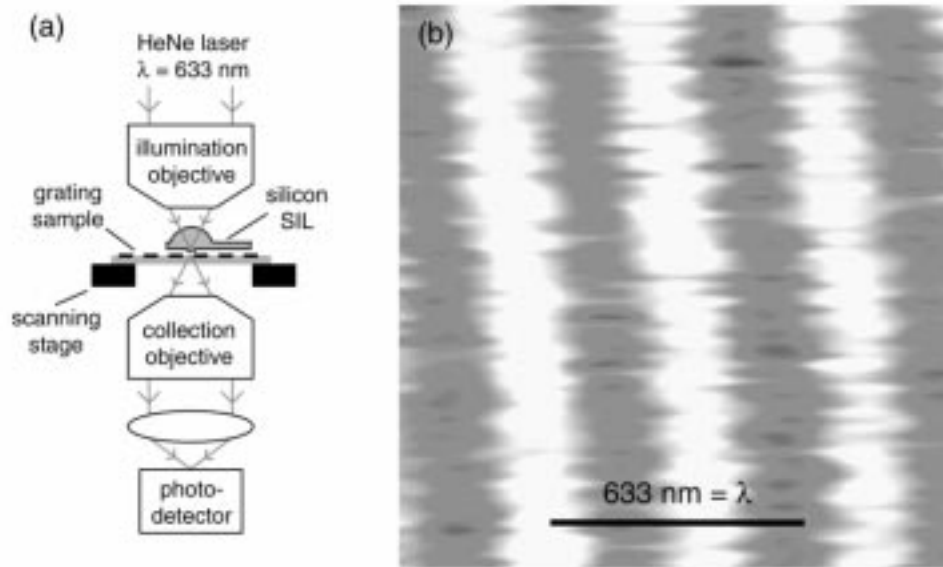 (a)
HeNe laser
λ = 633 nm
illumination
objective
grating
sample
silicon
SIL
scanning
stage
collection
objective
photo-
detector
(b)
633 nm = λ